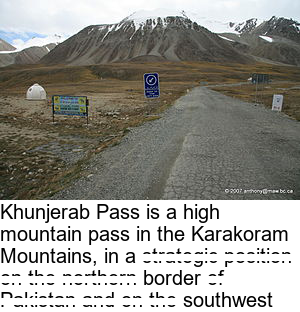 © 2007 anthony@maw.bc.ca
Khunjerab Pass is a high
mountain pass in the Karakoram
Mountains, in a strategic position
on the northern border of
Pakistan and on the southwest